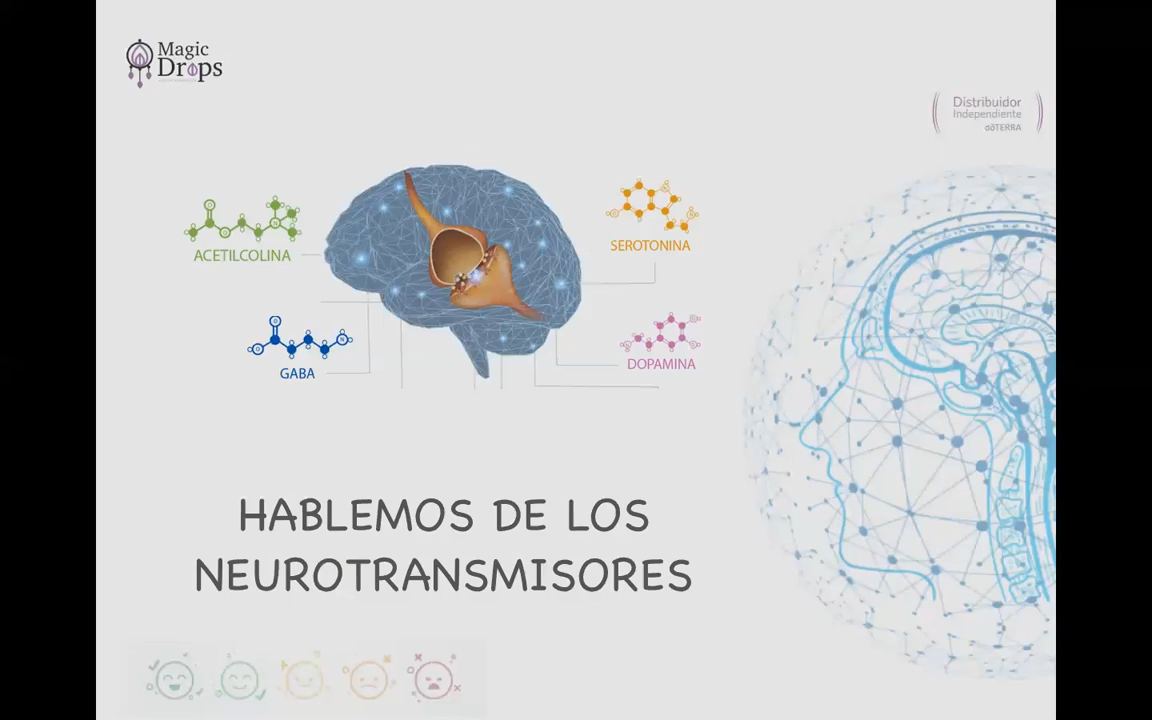 Magic
Drops
Distribuidor
Independiente
dōTERRA
ACETILCOLINA
SEROTONINA
GABA
DOPAMINA
HABLEMOS DE LOS
NEUROTRANSMISORES